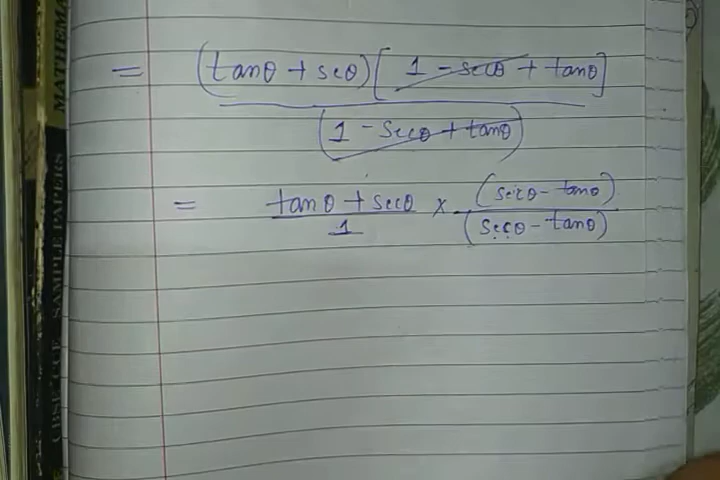 MATHEMA
CBSE SAMPLE PAPERS
= (tanθ + secθ) [1 - secθ + tanθ]
(1 - secθ + tanθ)
= tanθ + secθ × (secθ - tanθ)
1 (secθ - tanθ)